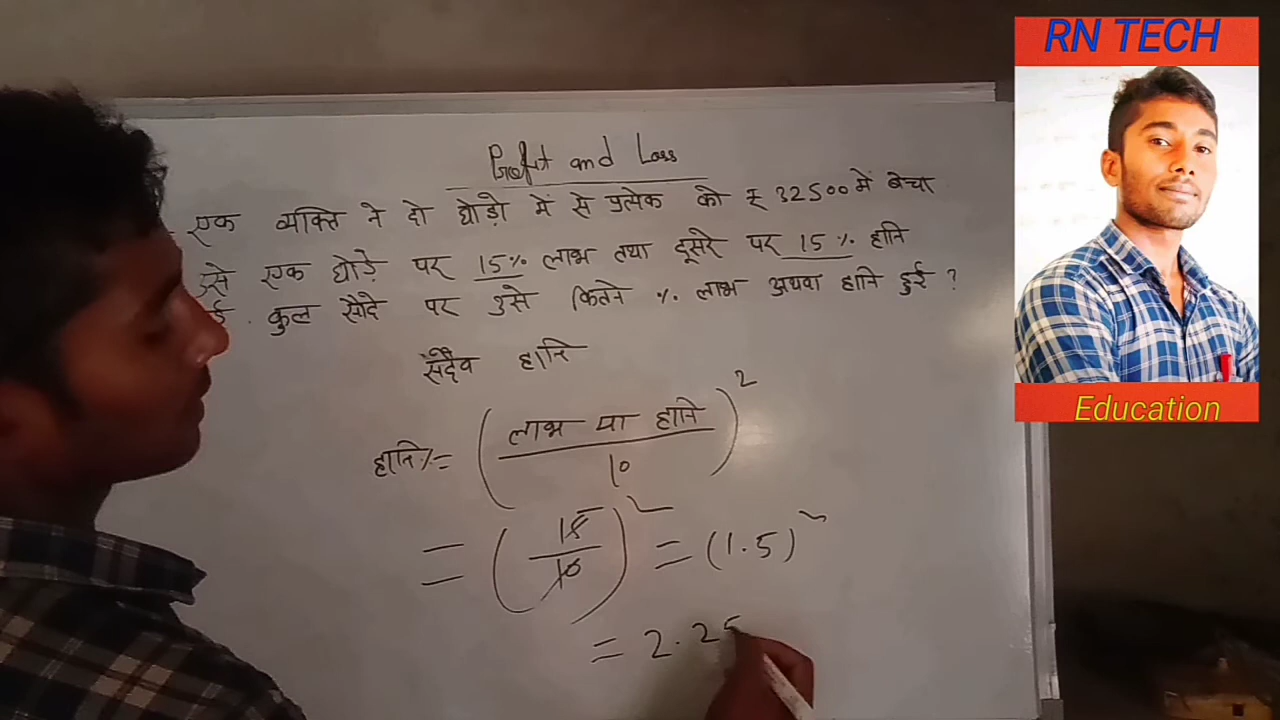 RN TECH
Profit and Loss
एक व्यक्ति ने दो घोड़ो में से प्रत्येक को ₹ 32500 में बेचा
उसे एक घोड़े पर 15% लाभ तथा दूसरे पर 15% हानि
कुल सौदे पर उसे कितने % लाभ अथवा हानि हुई ?
सदैव हानि
हानि% = (लाभ या हानि / 10)²
= (15/10)² = (1.5)²
= 2.25
Education